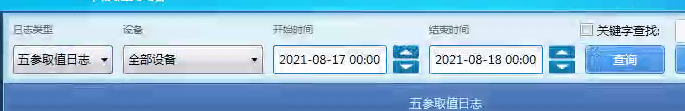 日志类型 设备 开始时间 结束时间 关键字查找:
五参取值日志 全部设备 2021-08-17 00:00 2021-08-18 00:00 查询
五参取值日志